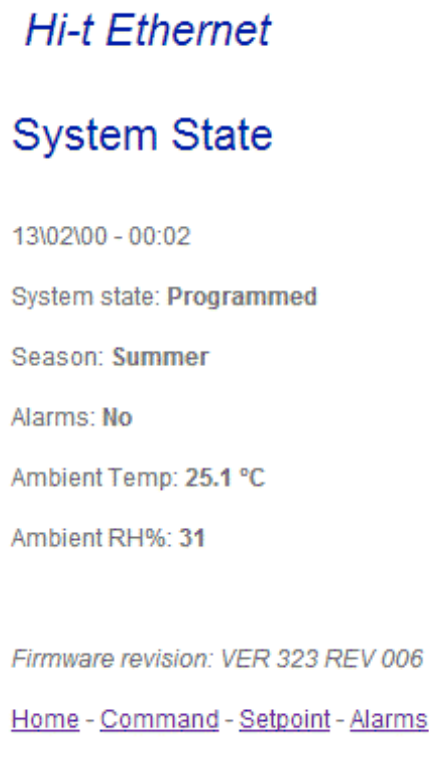 Hi-t Ethernet
System State
13\02\00 - 00:02
System state: Programmed
Season: Summer
Alarms: No
Ambient Temp: 25.1 °C
Ambient RH%: 31
Firmware revision: VER 323 REV 006
Home - Command - Setpoint - Alarms